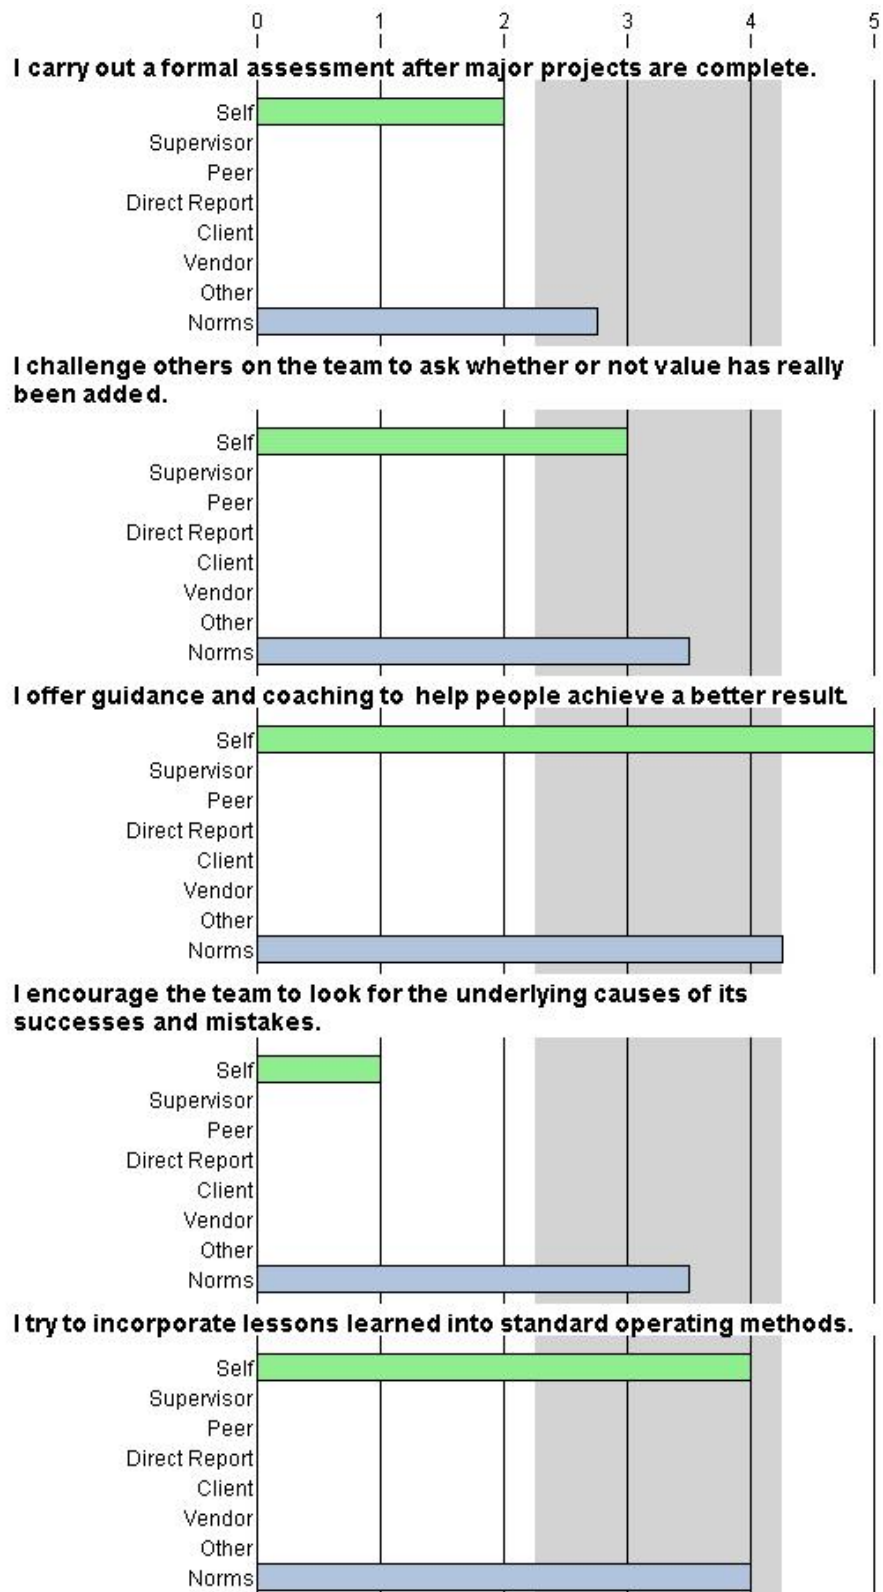 0 1 2 3 4 5
I carry out a formal assessment after major projects are complete.
Self
Supervisor
Peer
Direct Report
Client
Vendor
Other
Norms
I challenge others on the team to ask whether or not value has really
been added.
Self
Supervisor
Peer
Direct Report
Client
Vendor
Other
Norms
I offer guidance and coaching to help people achieve a better result.
Self
Supervisor
Peer
Direct Report
Client
Vendor
Other
Norms
I encourage the team to look for the underlying causes of its
successes and mistakes.
Self
Supervisor
Peer
Direct Report
Client
Vendor
Other
Norms
I try to incorporate lessons learned into standard operating methods.
Self
Supervisor
Peer
Direct Report
Client
Vendor
Other
Norms